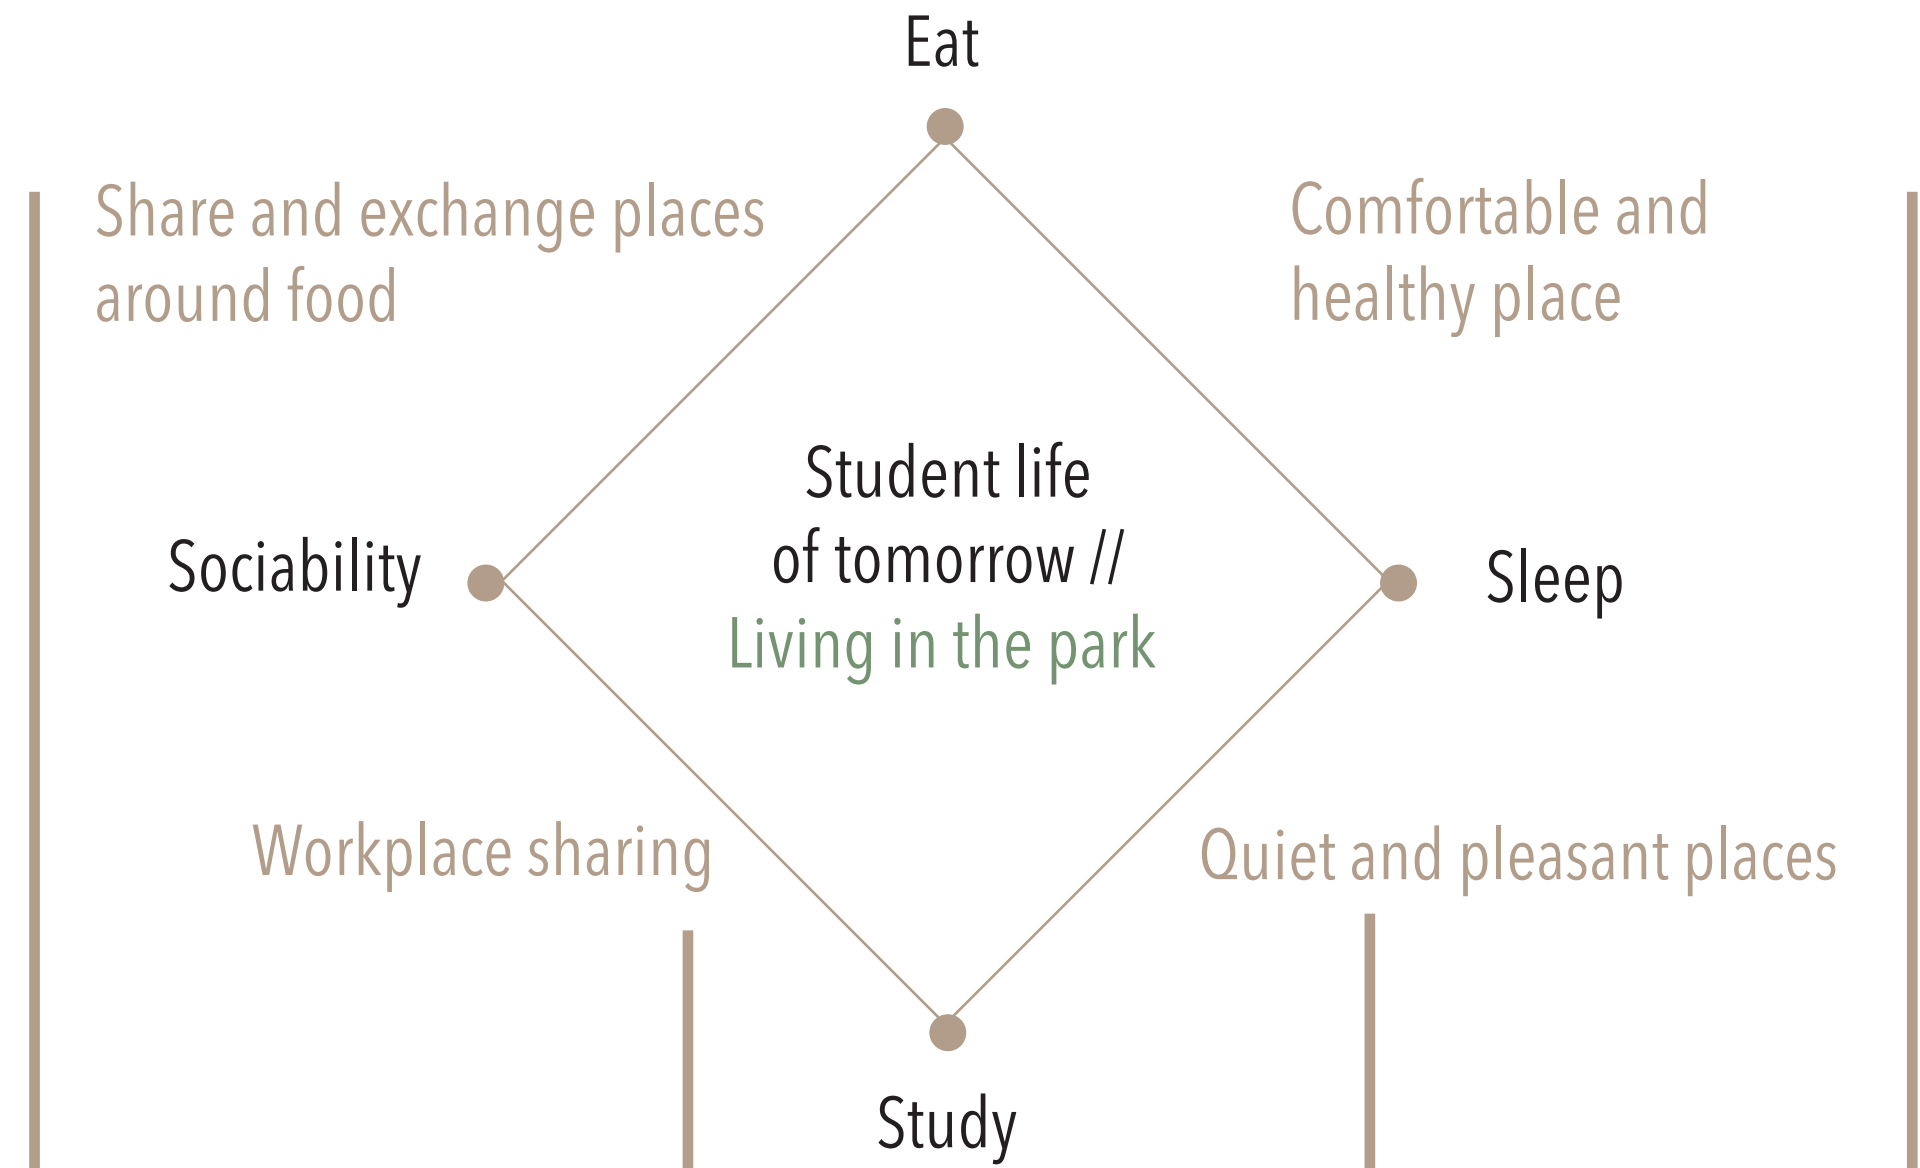 Eat
Share and exchange places
around food
Comfortable and
healthy place
Student life
of tomorrow //
Living in the park
Sociability
Sleep
Workplace sharing
Quiet and pleasant places
Study